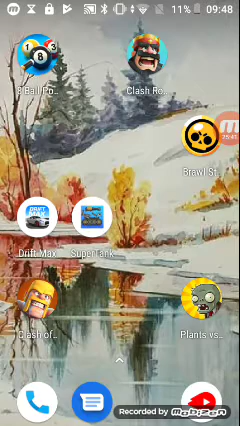 11% 09:48
8 Ball Po..
Clash Ro..
Brawl St..
Drift Max
SuperTank
Clash of..
Plants vs..
Recorded by MOBIZEN